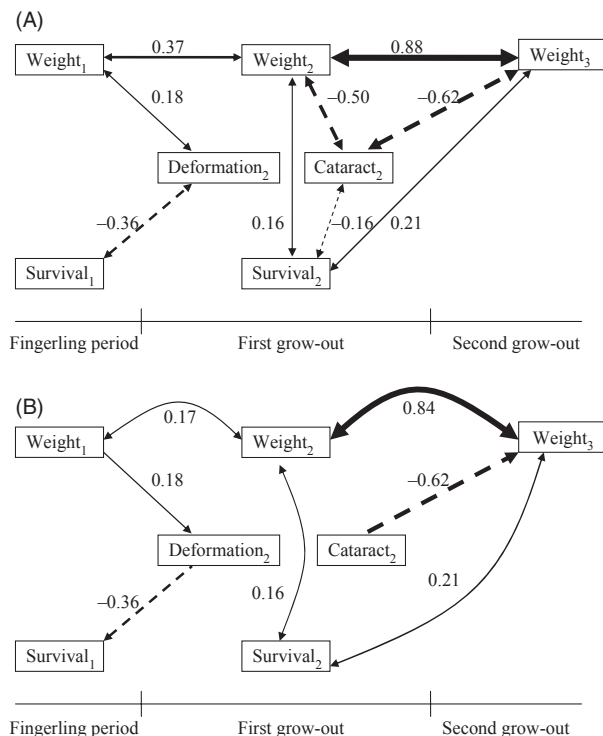 (A)
Weight₁
0.37
Weight₂
0.88
Weight₃
0.18
−0.50
−0.62
Deformation₂
Cataract₂
−0.36
0.16
−0.16
0.21
Survival₁
Survival₂
Fingerling period
First grow-out
Second grow-out
(B)
0.17
0.84
Weight₁
Weight₂
Weight₃
0.18
−0.62
Deformation₂
Cataract₂
−0.36
0.16
0.21
Survival₁
Survival₂
Fingerling period
First grow-out
Second grow-out